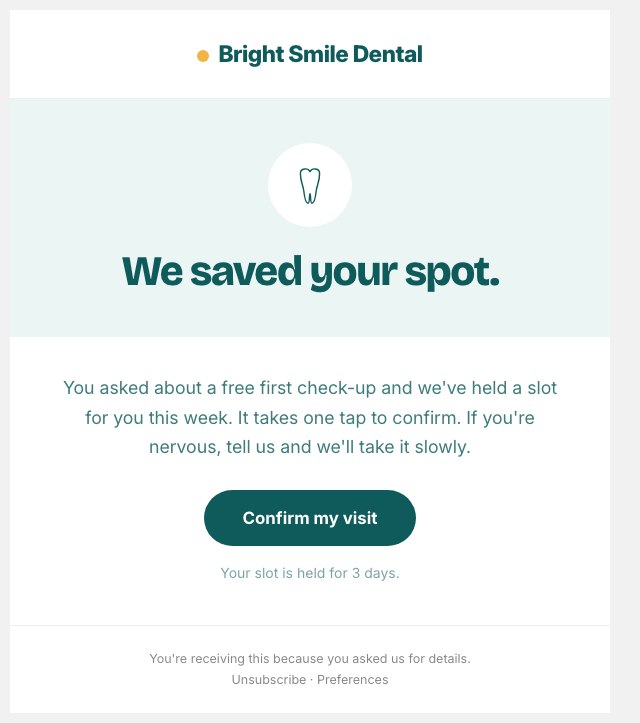 Bright Smile Dental
We saved your spot.
You asked about a free first check-up and we've held a slot
for you this week. It takes one tap to confirm. If you're
nervous, tell us and we'll take it slowly.
Confirm my visit
Your slot is held for 3 days.
You're receiving this because you asked us for details.
Unsubscribe · Preferences